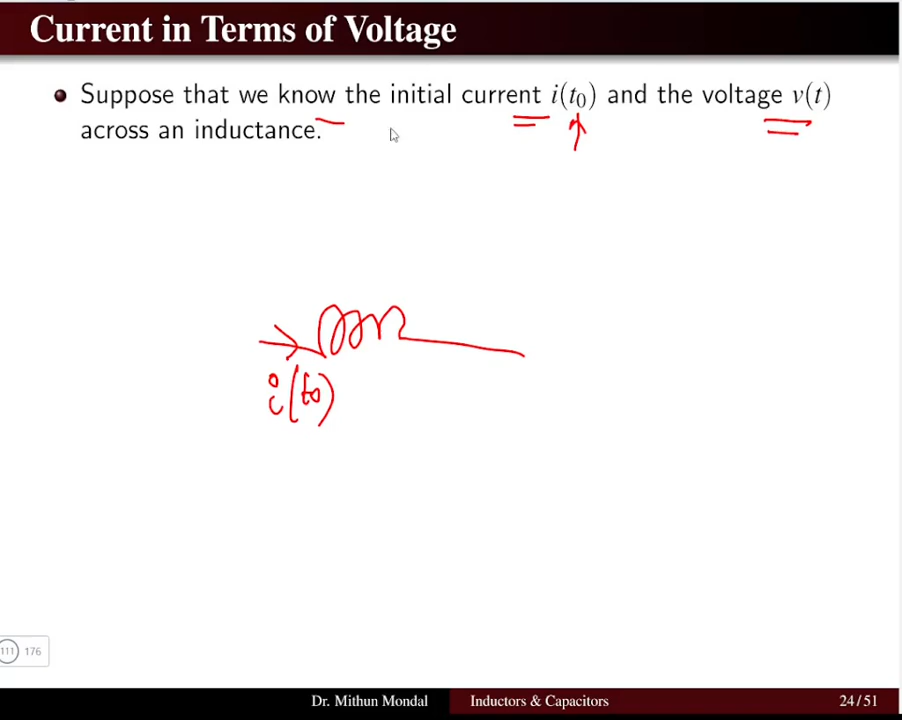 Current in Terms of Voltage
Suppose that we know the initial current i(t₀) and the voltage v(t)
across an inductance.
i(t₀)
111 176
Dr. Mithun Mondal Inductors & Capacitors 24/51